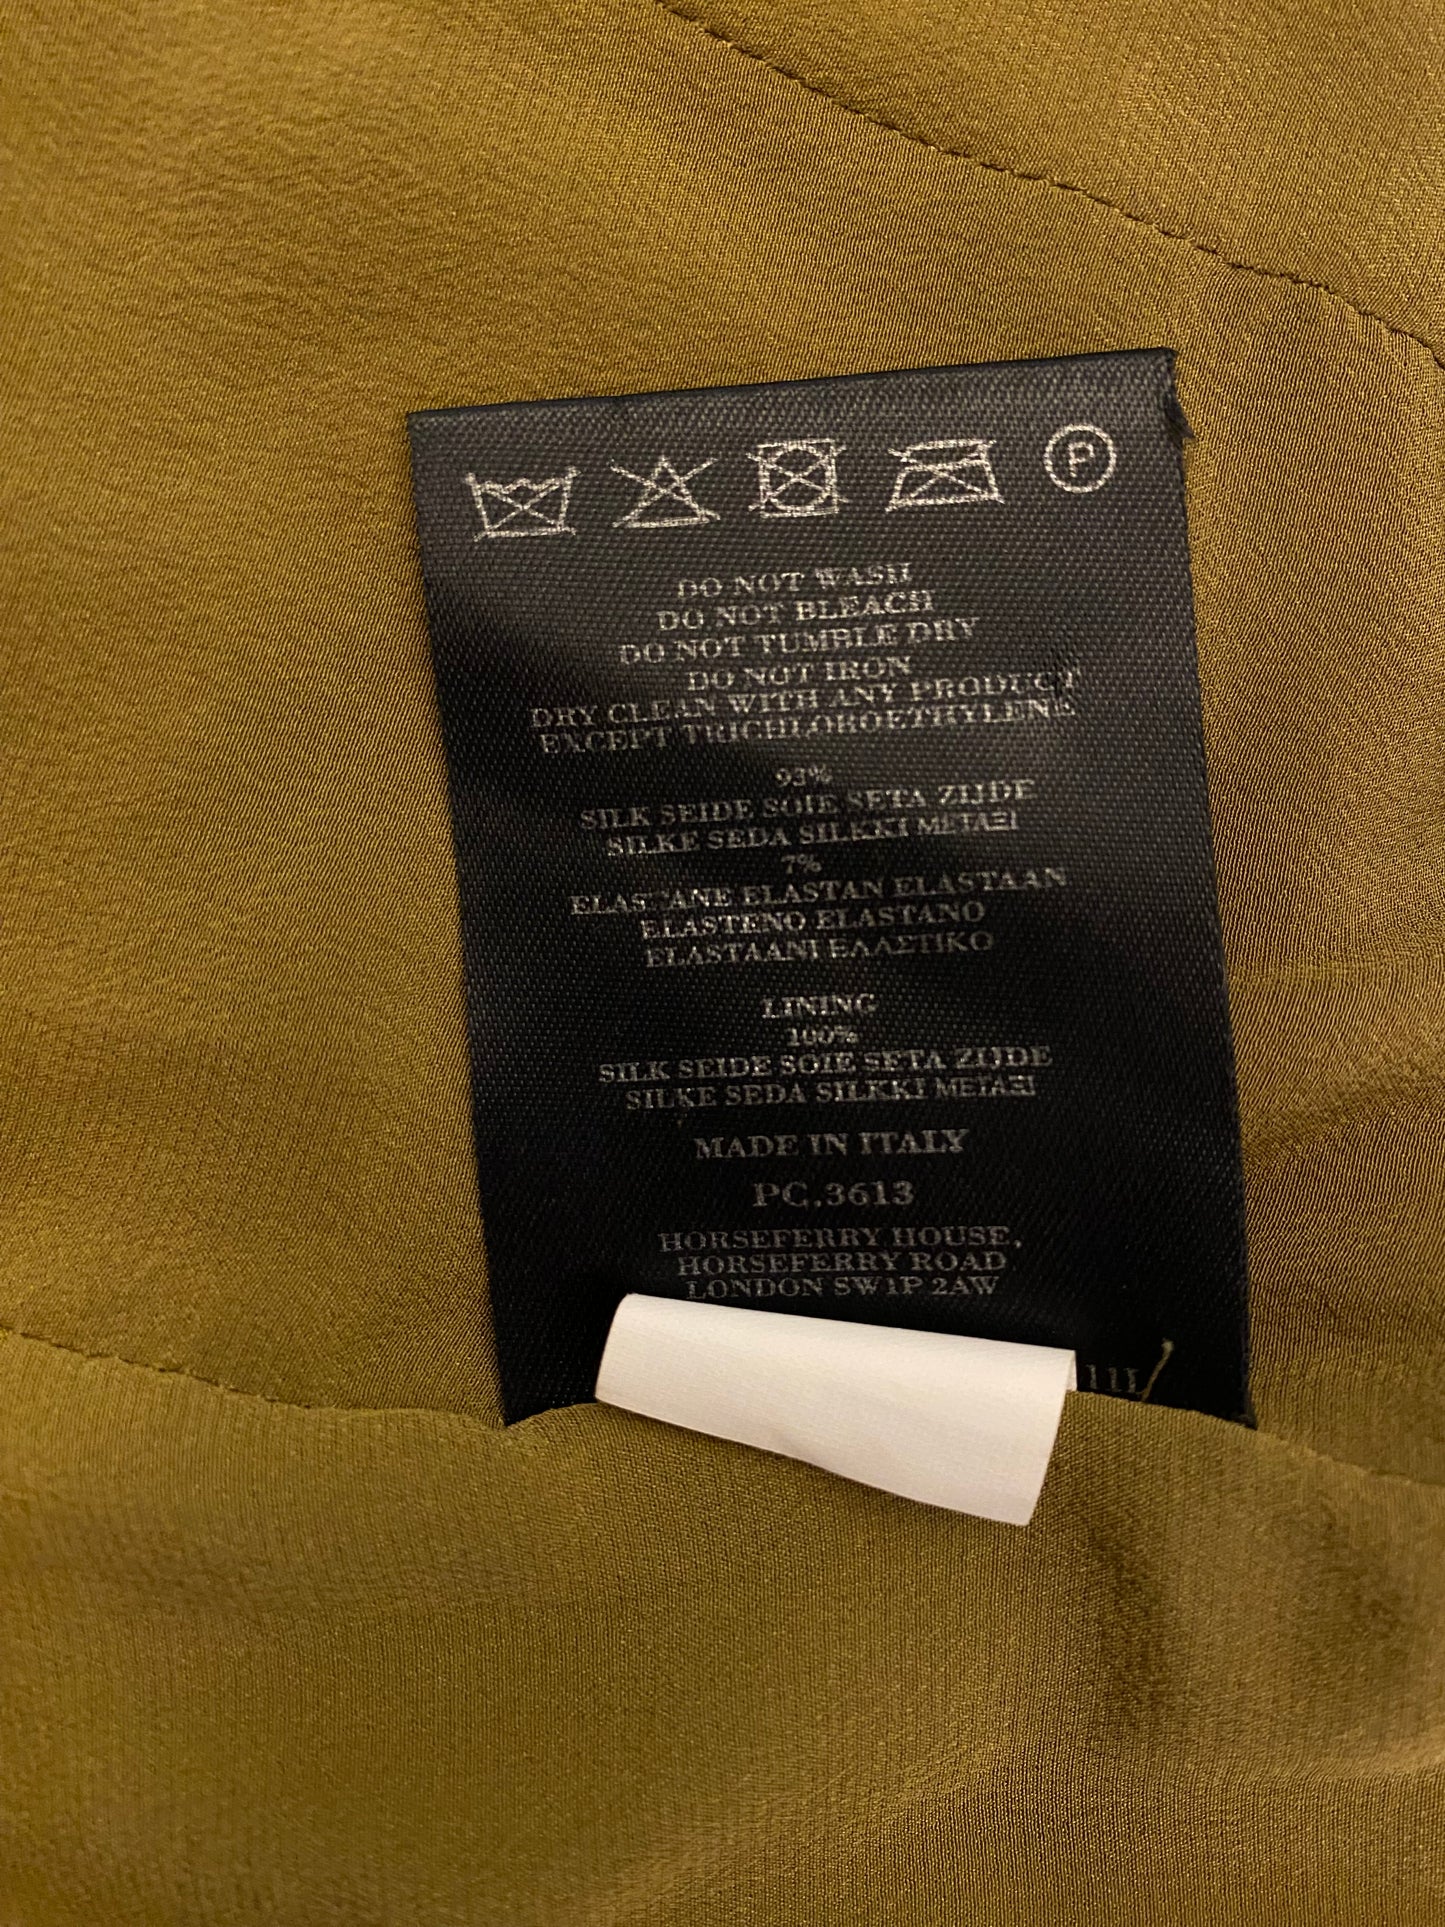 P
DO NOT WASH
DO NOT BLEACH
DO NOT TUMBLE DRY
DO NOT IRON
DRY CLEAN WITH ANY PRODUCT
EXCEPT TRICHLOROETHYLENE
93%
SILK SEIDE SOIE SETA ZIJDE
SILKE SEDA SILKKI ΜΕΤΑΞΙ
7%
ELASTANE ELASTAN ELASTAAN
ELASTENO ELASTANO
ELASTAANI ΕΛΑΣΤΙΚΟ
LINING
100%
SILK SEIDE SOIE SETA ZIJDE
SILKE SEDA SILKKI ΜΕΤΑΞΙ
MADE IN ITALY
PC.3613
HORSEFERRY HOUSE,
HORSEFERRY ROAD
LONDON SW1P 2AW